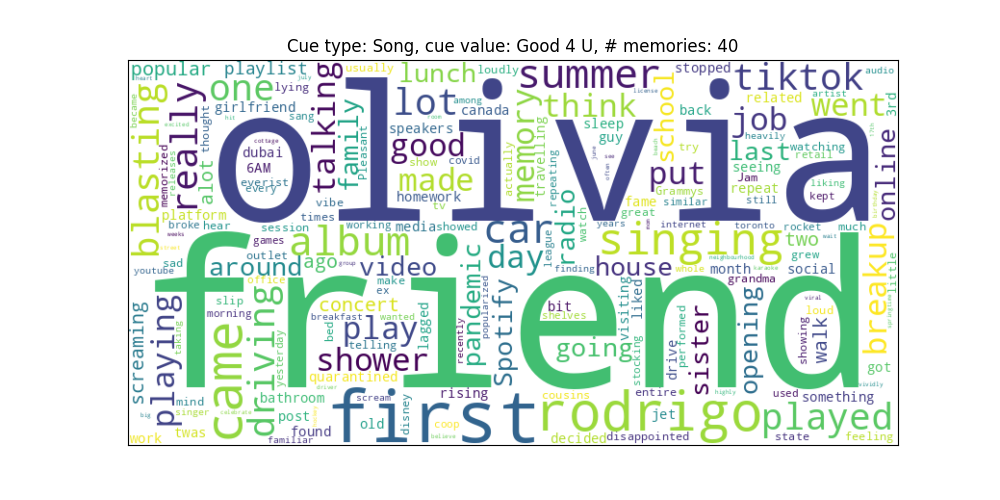 Cue type: Song, cue value: Good 4 U, # memories: 40
popular
playlist
usually
lunch
loudly
summer
stopped
tiktok
audio
blasting
really
one
lying
girlfriend
sang
thought
talking
family
pleasant
lot
among
canada
speakers
good
memory
travelling
actually
think
sleep
guy
school
back
try
related
artist
went
3rd
job
heavily
olivia
memorized
releases
alot
dubai
cottage
6AM
everist
every
vibe
times
show
covid
made
homework
tv
repeating
put
Grammys
fame
similar
great
last
watching
retail
seeing
Jam
repeat
still
liking
kept
online
platform
broke
hear
session
working
media
showed
car
radio
watch
league
years
internet
toronto
rocket
much
games
outlet
album
day
singing
two
grew
breakup
sad
youtube
around
ago
group
video
pandemic
finding
house
whole
month
neighbourhood
karaoke
grandma
social
wait
little
office
make
ex
friend
screaming
playing
slip
morning
taking
came
driving
yesterday
concert
breakfast
wanted
bed
telling
play
lagged
recently
popularized
Spotify
bit
shelves
visiting
liked
drive
performed
sister
opening
showing
viral
loud
walk
shower
quarantined
driver
going
stocking
got
vividly
bathroom
mind
singer
big
celebrate
post
scream
rising
cousins
entire
highly
used
something
work
twas
found
familiar
first
old
disney
coop
believe
rodrigo
decided
disappointed
jet
played
state
feeling